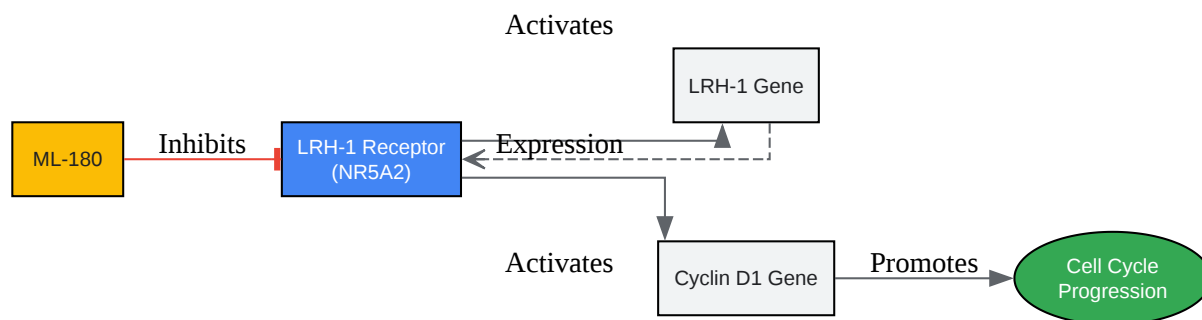 Activates
LRH-1 Gene
ML-180
Inhibits
LRH-1 Receptor
(NR5A2)
Expression
Activates
Cyclin D1 Gene
Promotes
Cell Cycle
Progression